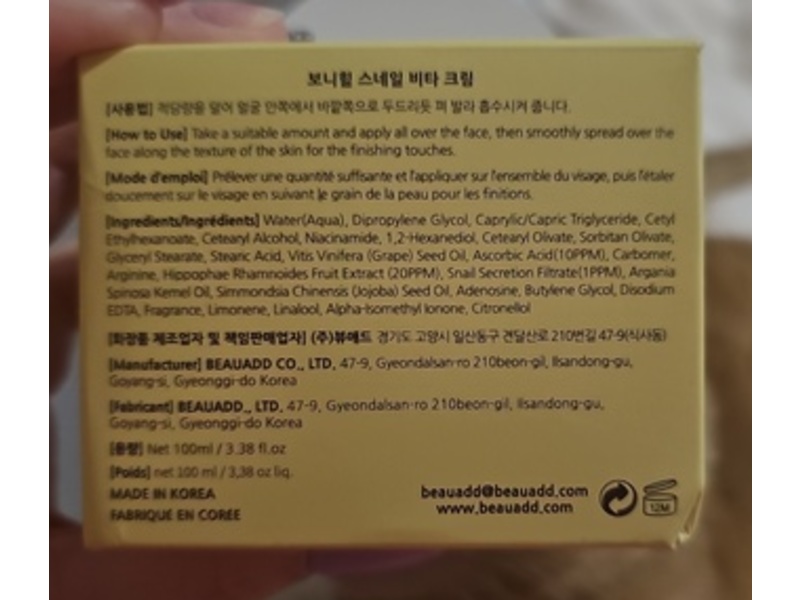 보니힐 스네일 비타 크림
[사용법] 적당량을 덜어 얼굴 안쪽에서 바깥쪽으로 두드리듯 펴 발라 흡수시켜 줍니다.
[How to Use] Take a suitable amount and apply all over the face, then smoothly spread over the
face along the texture of the skin for the finishing touches.
[Mode d'emploi] Prélever une quantité suffisante et l'appliquer sur l'ensemble du visage, puis l'étaler
doucement sur le visage en suivant le grain de la peau pour les finitions.
[Ingredients/Ingrédients] Water(Aqua), Dipropylene Glycol, Caprylic/Capric Triglyceride, Cetyl
Ethylhexanoate, Cetearyl Alcohol, Niacinamide, 1,2-Hexanediol, Cetearyl Olivate, Sorbitan Olivate,
Glyceryl Stearate, Stearic Acid, Vitis Vinifera (Grape) Seed Oil, Ascorbic Acid(10PPM), Carbomer,
Arginine, Hippophae Rhamnoides Fruit Extract (20PPM), Snail Secretion Filtrate(1PPM), Argania
Spinosa Kernel Oil, Simmondsia Chinensis (Jojoba) Seed Oil, Adenosine, Butylene Glycol, Disodium
EDTA, Fragrance, Limonene, Linalool, Alpha-Isomethyl Ionone, Citronellol
[화장품 제조업자 및 책임판매업자] (주)뷰애드 경기도 고양시 일산동구 견달산로 210번길 47-9(식사동)
[Manufacturer] BEAUADD CO., LTD, 47-9, Gyeondalsan-ro 210beon-gil, Ilsandong-gu,
Goyang-si, Gyeonggi-do Korea
[Fabricant] BEAUADD., LTD, 47-9, Gyeondalsan-ro 210beon-gil, Ilsandong-gu,
Goyang-si, Gyeonggi-do Korea
[용량] Net 100ml / 3.38 fl.oz
[Poids] net 100 ml / 3,38 oz liq.
MADE IN KOREA
FABRIQUÉ EN CORÉE
beauadd@beauadd.com
www.beauadd.com
12M